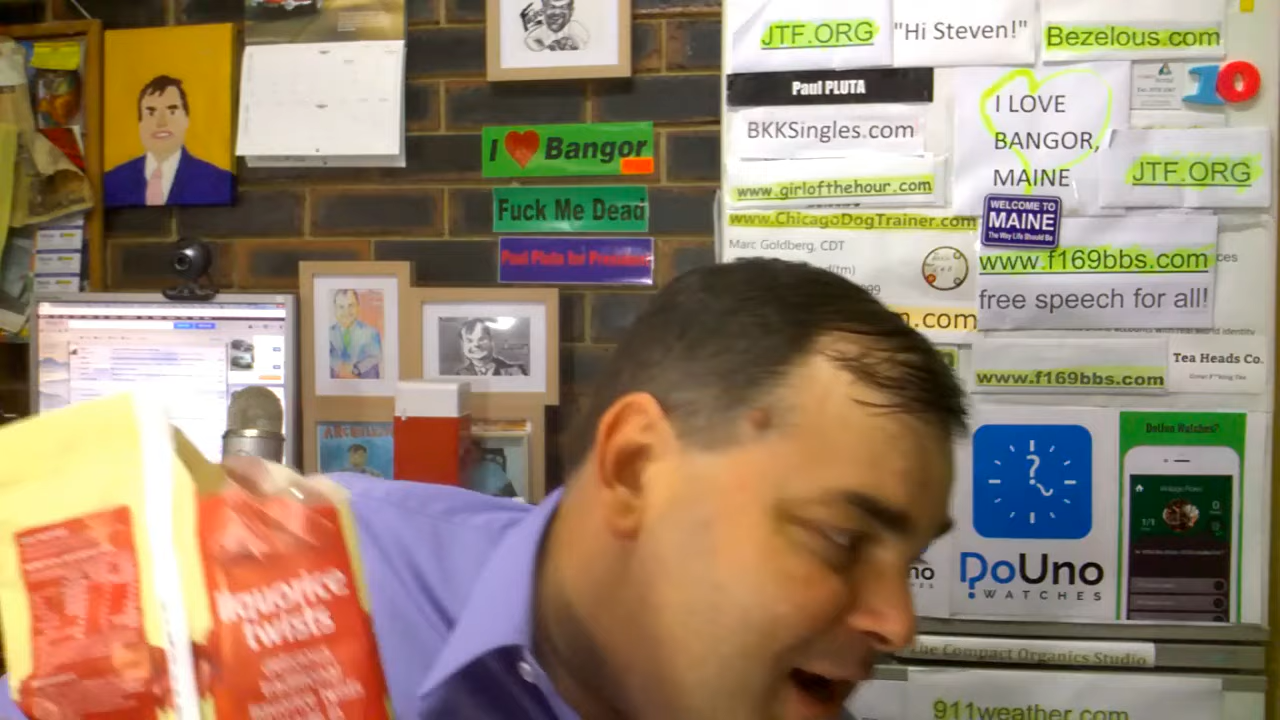 JTF.ORG
"Hi Steven!"
Bezelous.com
Paul PLUTA
BKKSingles.com
I LOVE
BANGOR,
MAINE
JTF.ORG
I Bangor
Fuck Me Dead
Paul Pluta for President
www.girlofthehour.com
www.ChicagoDogTrainer.com
Marc Goldberg, CDT
WELCOME TO
MAINE
The Way Life Should Be
www.f169bbs.com
free speech for all!
.com
www.f169bbs.com
Tea Heads Co.
DoUno Watches?
1/1
DoUno
WATCHES
The Compact Organics Studio
911weather.com
liquorice
twists